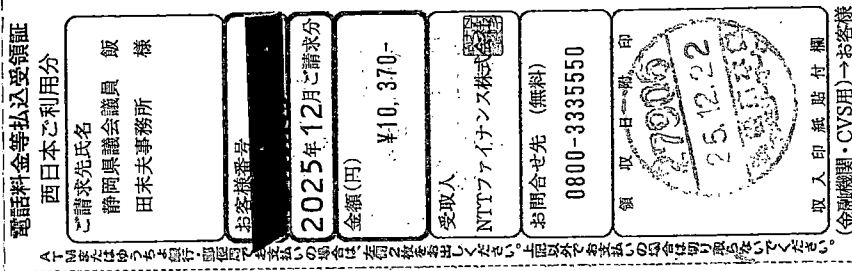 電話料金等払込受領証
西日本ご利用分
ご請求先氏名
静岡県議会議員 飯
田末夫事務所 様
お客様番号
2025年12月ご請求分
金額(円)
¥10,370-
受取人
NTTファイナンス株式会社
お問合せ先 (無料)
0800-3335550
領収日附印
25.12.22
収入印紙貼付欄
(金融機関・CVS用)→お客様
ATMまたはゆうちょ銀行・郵便局でお支払いの場合は、左右2枚をお出しください。上記以外でお支払いの場合は切り取らないでください。